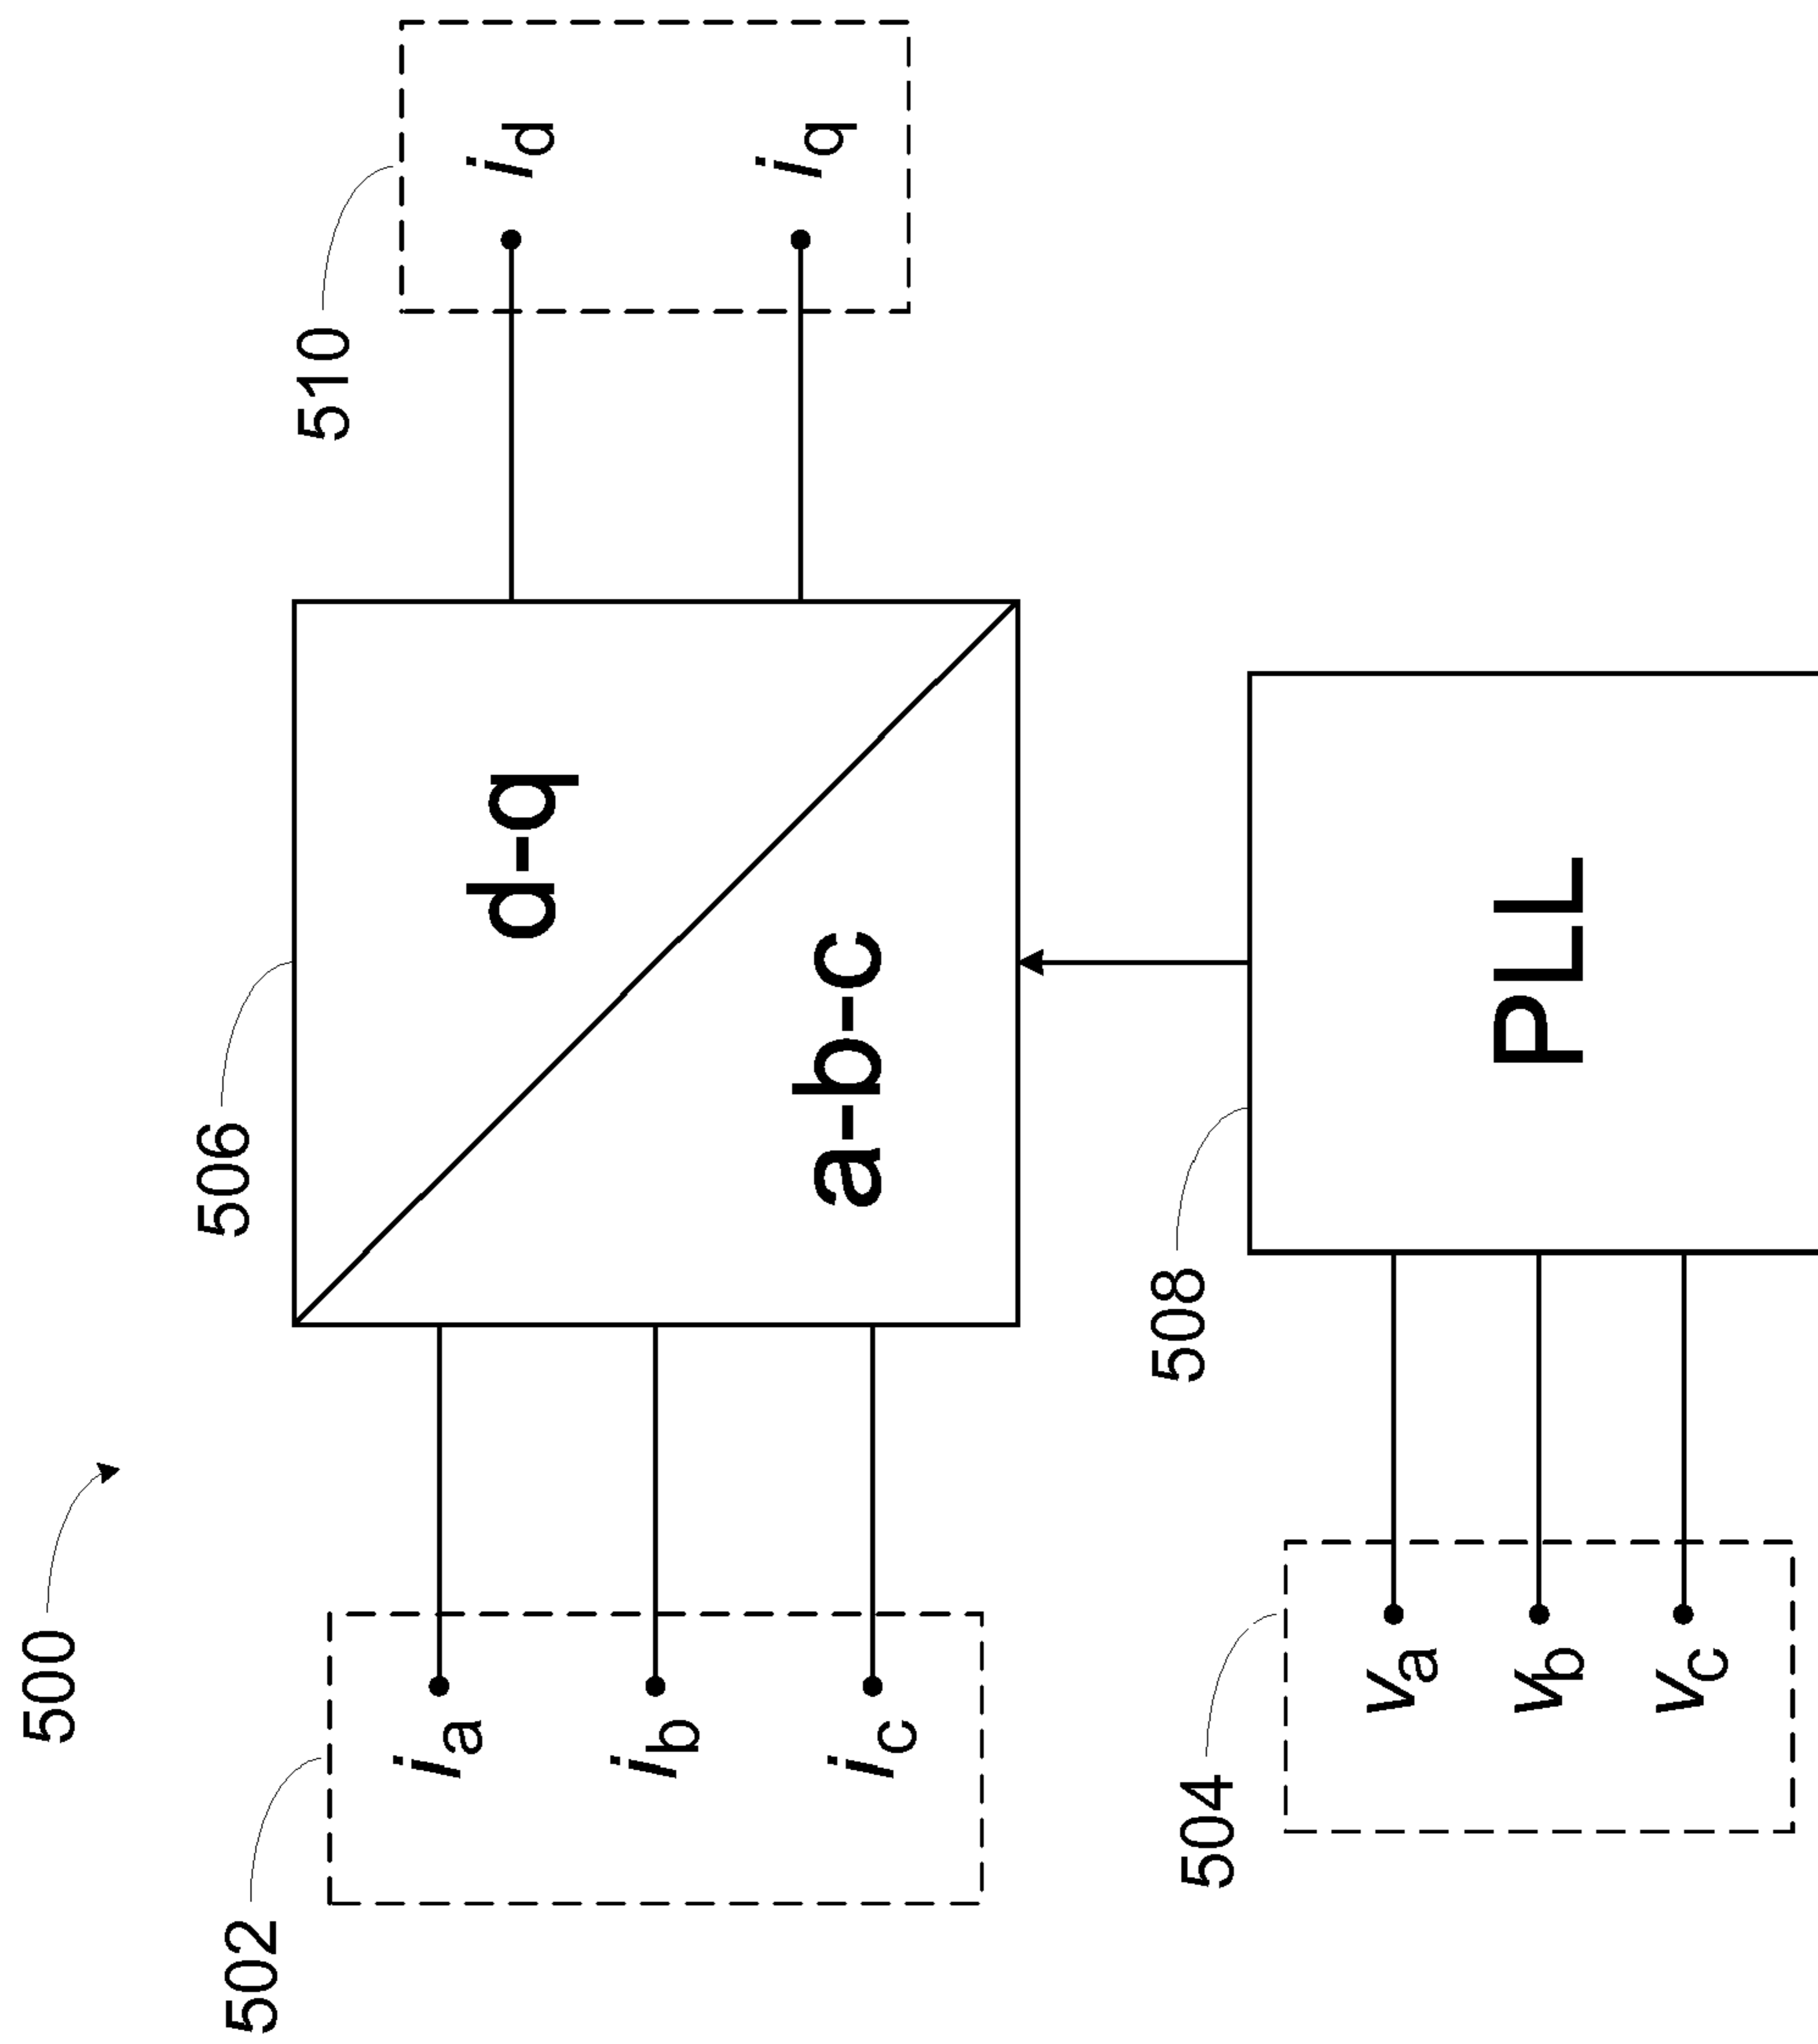 500
506
502
510
i_a
d-q
i_d
i_b
i_q
a-b-c
i_c
508
504
v_a
PLL
v_b
v_c